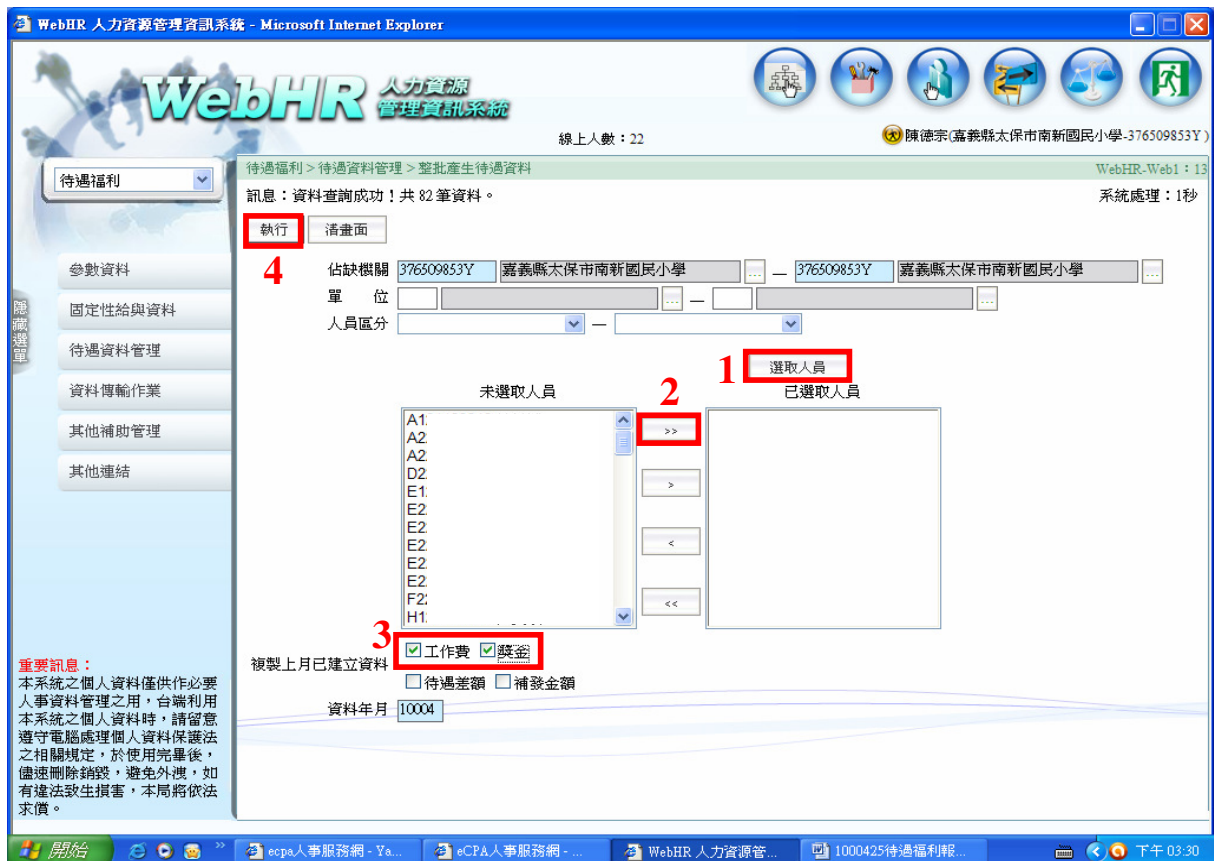 WebHR 人力資源管理資訊系統 - Microsoft Internet Explorer
WebHR 人力資源
管理資訊系統
線上人數：22
陳德宗(嘉義縣太保市南新國民小學-376509853Y)
待遇福利
待遇福利 > 待遇資料管理 > 整批產生待遇資料
WebHR-Web1：13
訊息：資料查詢成功！共 82 筆資料。
系統處理：1秒
執行 清畫面
4
佔缺機關 376509853Y 嘉義縣太保市南新國民小學 ... — 376509853Y 嘉義縣太保市南新國民小學 ...
單 位 ... — ...
人員區分 —
參數資料
固定性給與資料
待遇資料管理
資料傳輸作業
其他補助管理
其他連結
隱藏選單
1 選取人員
未選取人員 2 已選取人員
A1
A2
A2
D2
E1
E2
E2
E2
E2
E2
F2
H1
>>
>
<
<<
3
複製上月已建立資料 工作費 獎金
待遇差額 補發金額
資料年月 10004
重要訊息：
本系統之個人資料僅供作必要
人事資料管理之用，台端利用
本系統之個人資料時，請留意
遵守電腦處理個人資料保護法
之相關規定，於使用完畢後，
儘速刪除銷毀，避免外洩，如
有違法致生損害，本局將依法
求償。
開始 » ecpa人事服務網 - Ya... eCPA人事服務網 - ... WebHR 人力資源管... 1000425待遇福利報... 下午 03:30